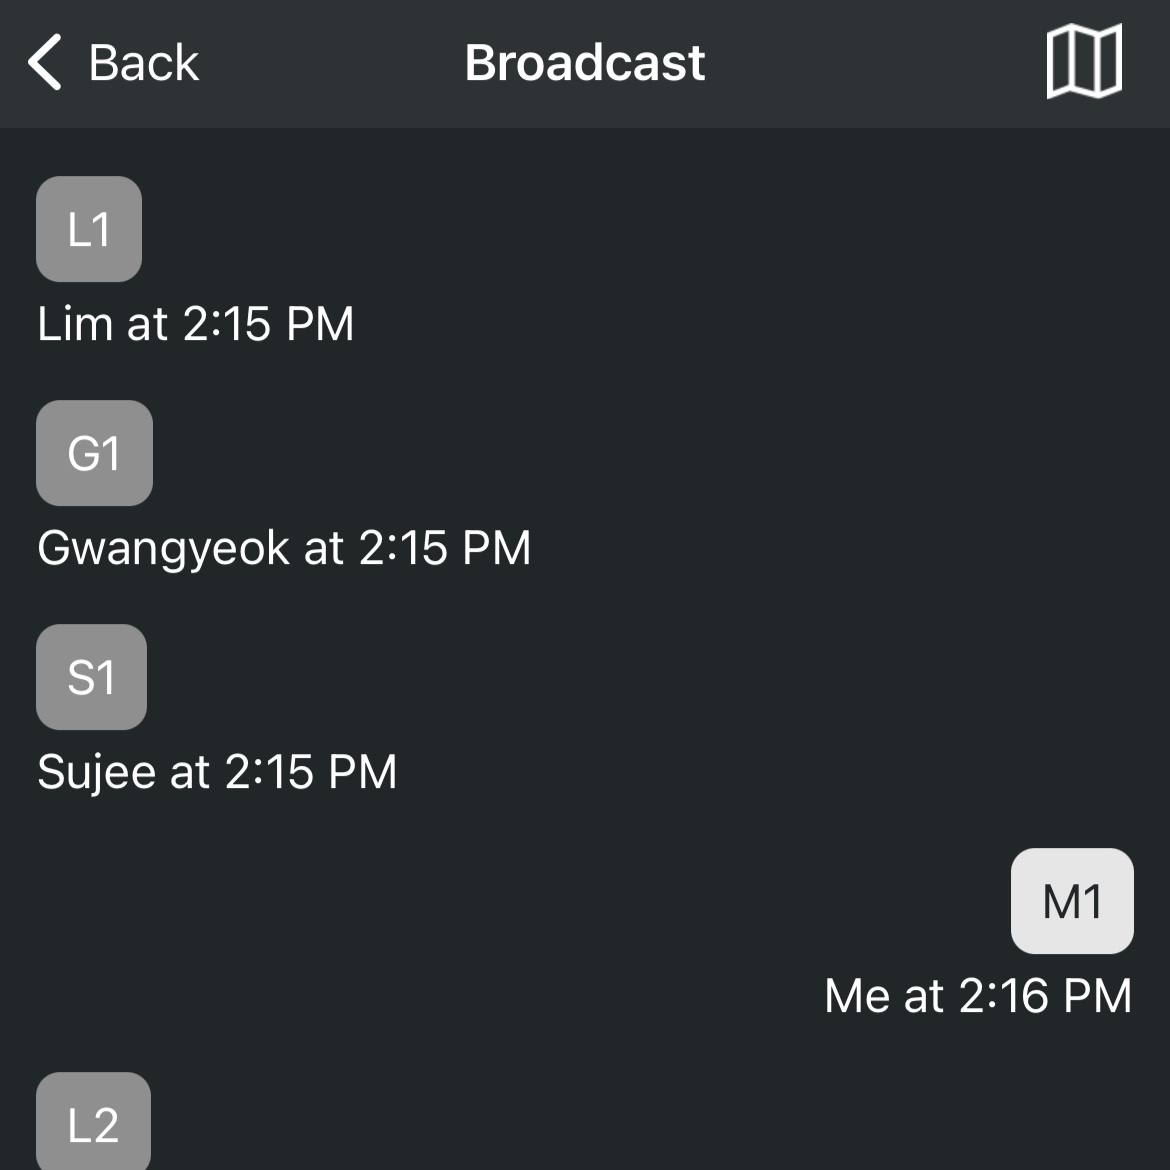 Back
Broadcast
L1
Lim at 2:15 PM
G1
Gwangyeok at 2:15 PM
S1
Sujee at 2:15 PM
M1
Me at 2:16 PM
L2